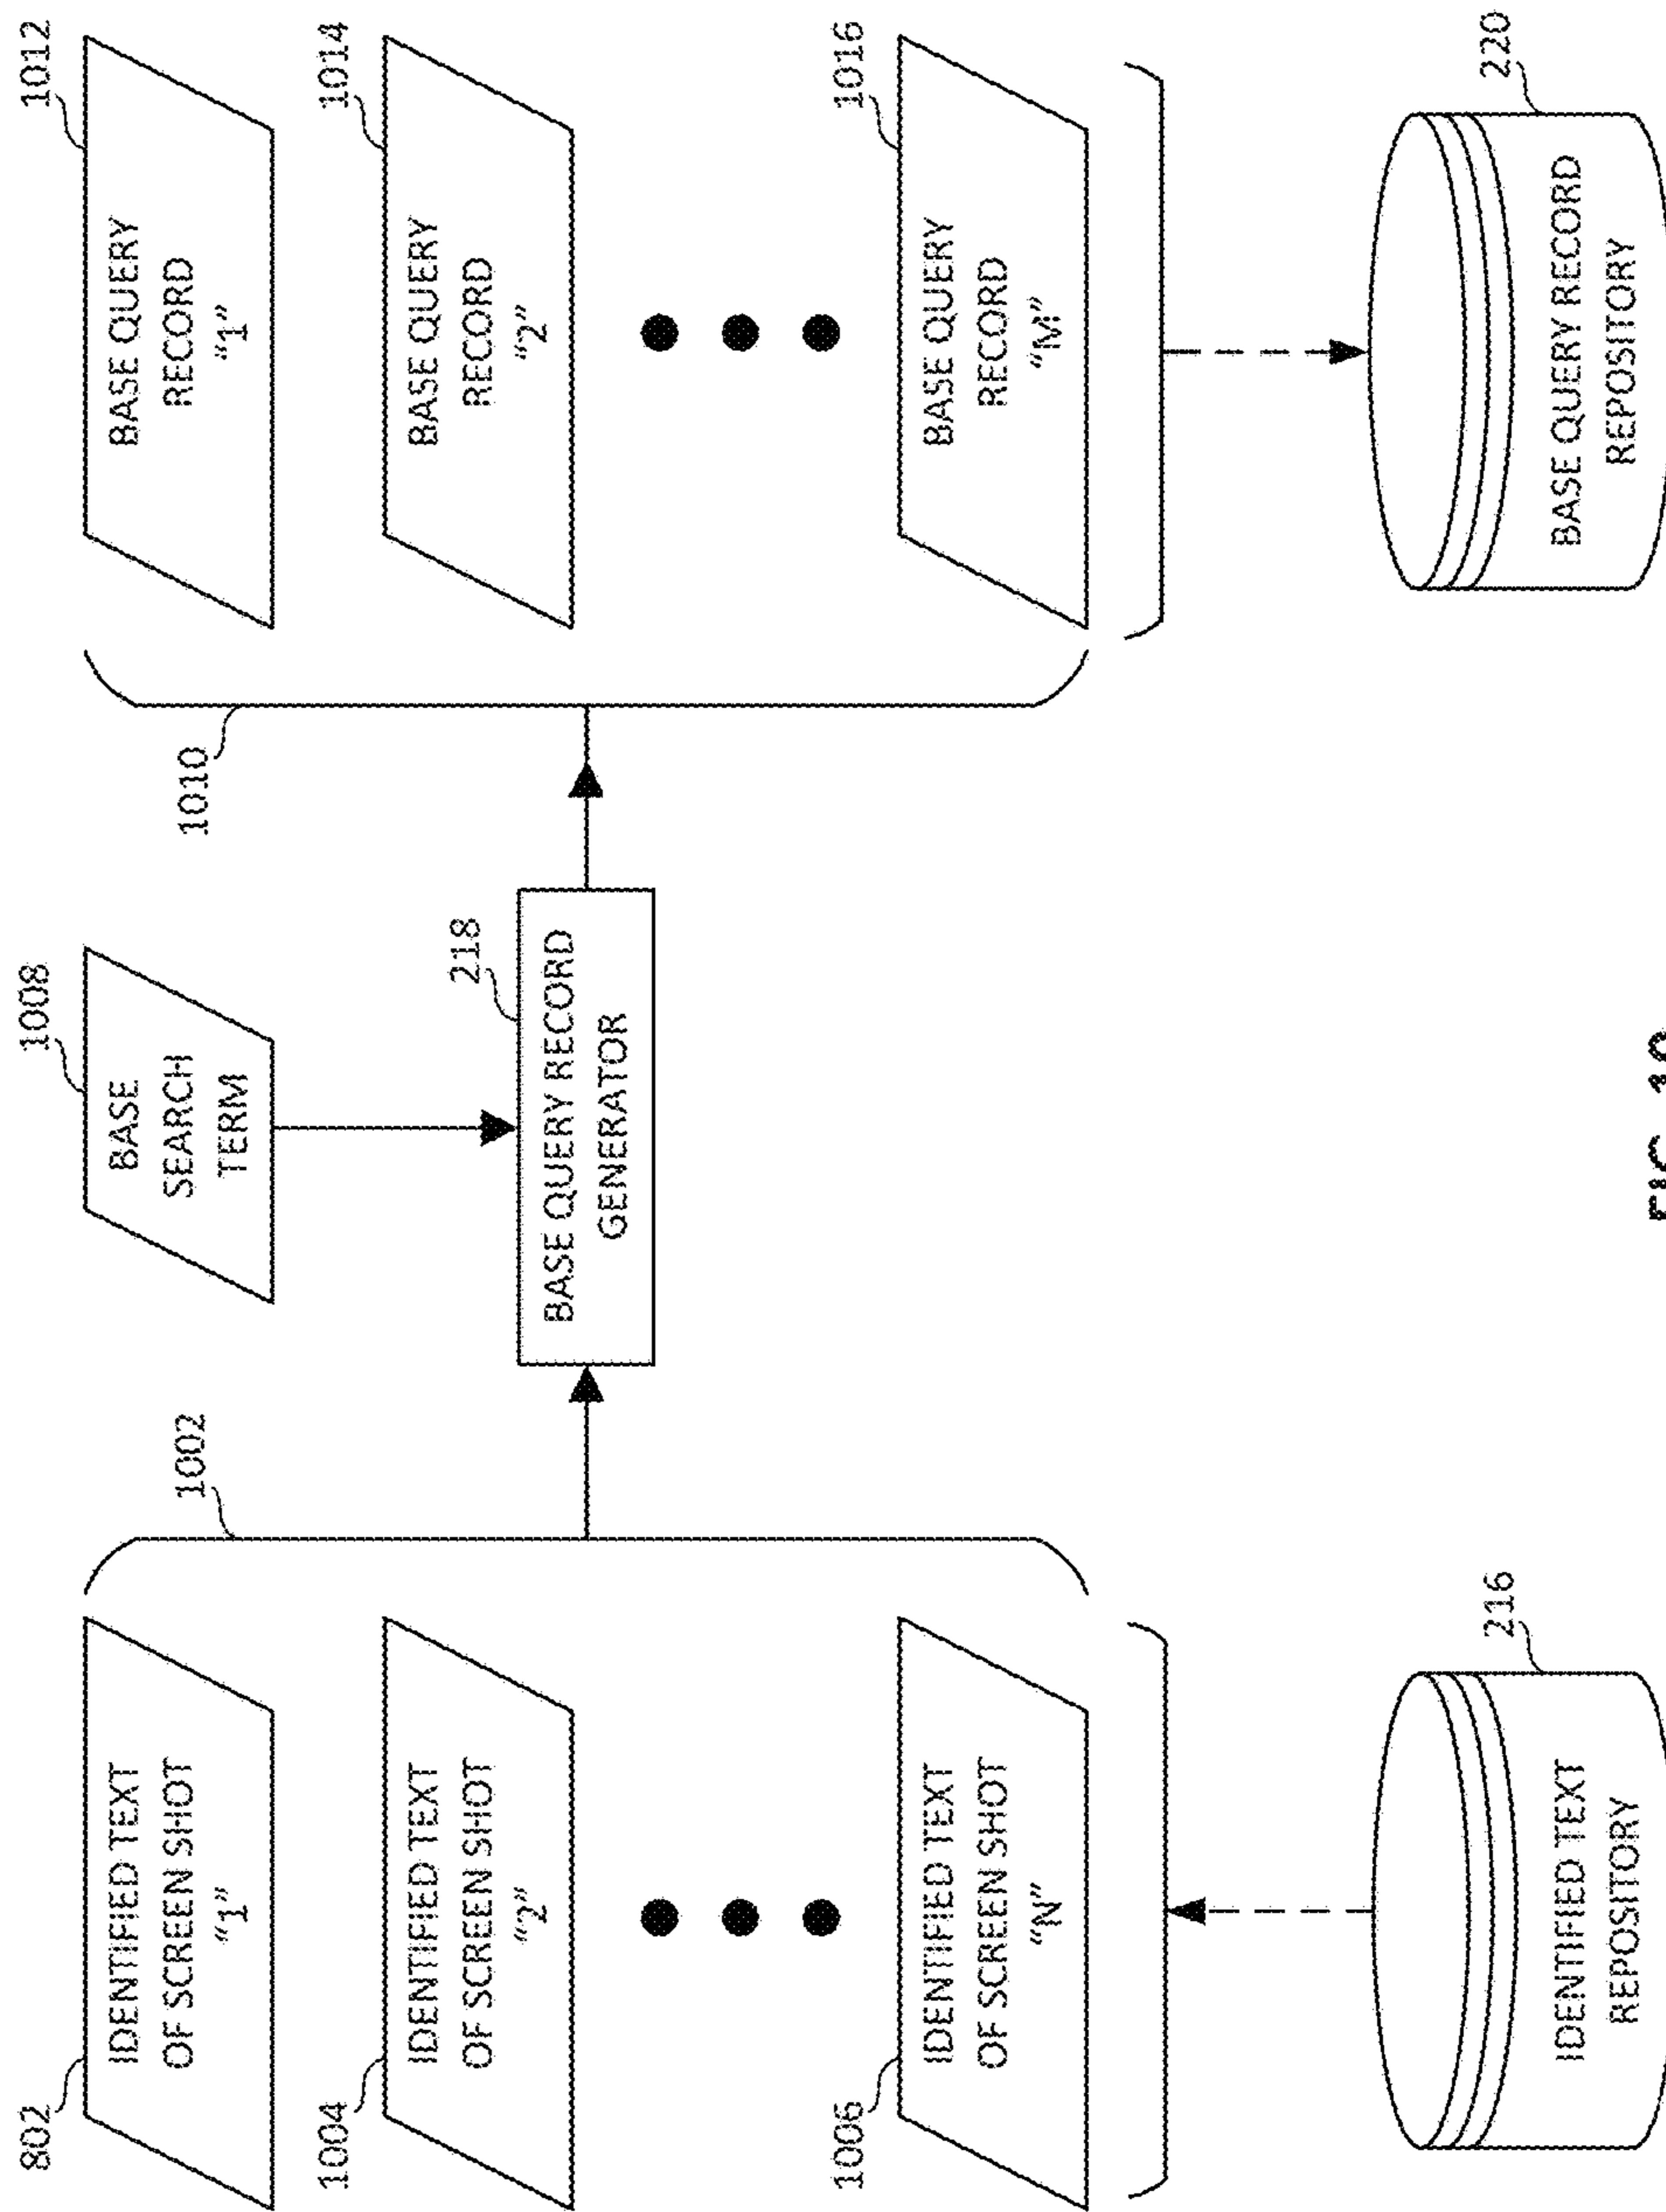 802
IDENTIFIED TEXT
OF SCREEN SHOT
“1”
1004
IDENTIFIED TEXT
OF SCREEN SHOT
“2”
1006
IDENTIFIED TEXT
OF SCREEN SHOT
“N”
216
IDENTIFIED TEXT
REPOSITORY
1002
1008
BASE
SEARCH
TERM
218
BASE QUERY RECORD
GENERATOR
1010
1012
BASE QUERY
RECORD
“1”
1014
BASE QUERY
RECORD
“2”
1016
BASE QUERY
RECORD
“M”
220
BASE QUERY RECORD
REPOSITORY
FIG. 10